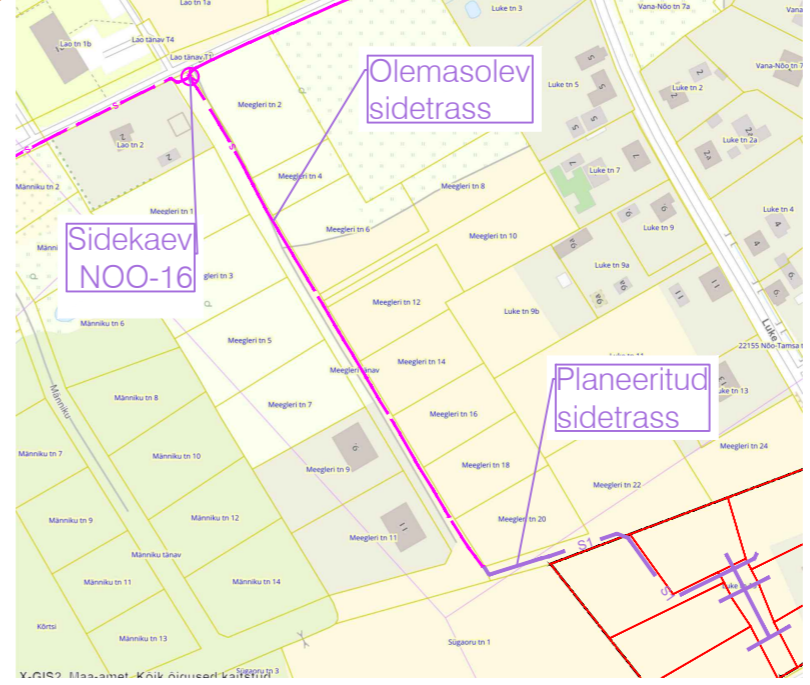 Lao tn 1a
Luke tn 3
Vana-Nõo tn 7a
Lao tn 1b
Lao tänav T4
Lao tänav T1
Vana-Nõo tn 7
Olemasolev
sidetrass
Meegleri tn 2
Luke tn 5
Luke tn 2
Lao tn 2
Luke tn 2a
Meegleri tn 4
Luke tn 7
Männiku tn 2
Meegleri tn 8
Meegleri tn 1
Meegleri tn 6
Luke tn 9
Luke tn 4
Meegleri tn 10
Sidekaev
NOO-16
Luke tn 9a
Meegleri tn 12
Luke tn 9b
Männiku tn 6
Meegleri tn 5
Luke
22155 Nõo-Tamsa
Meegleri tn 14
Meegleri tänav
Planeeritud
sidetrass
Männiku
Männiku tn 8
Meegleri tn 7
Meegleri tn 16
Männiku tn 7
Männiku tn 10
Meegleri tn 24
Meegleri tn 9
Meegleri tn 18
Meegleri tn 22
Männiku tn 9
Männiku tn 12
Meegleri tn 20
Meegleri tn 11
S1
Männiku tänav
Männiku tn 11
Männiku tn 14
Kõrtsi
Männiku tn 13
Sügaoru tn 1
Sügaoru tn 3
X-GIS2, Maa-amet, Kõik õigused kaitstud